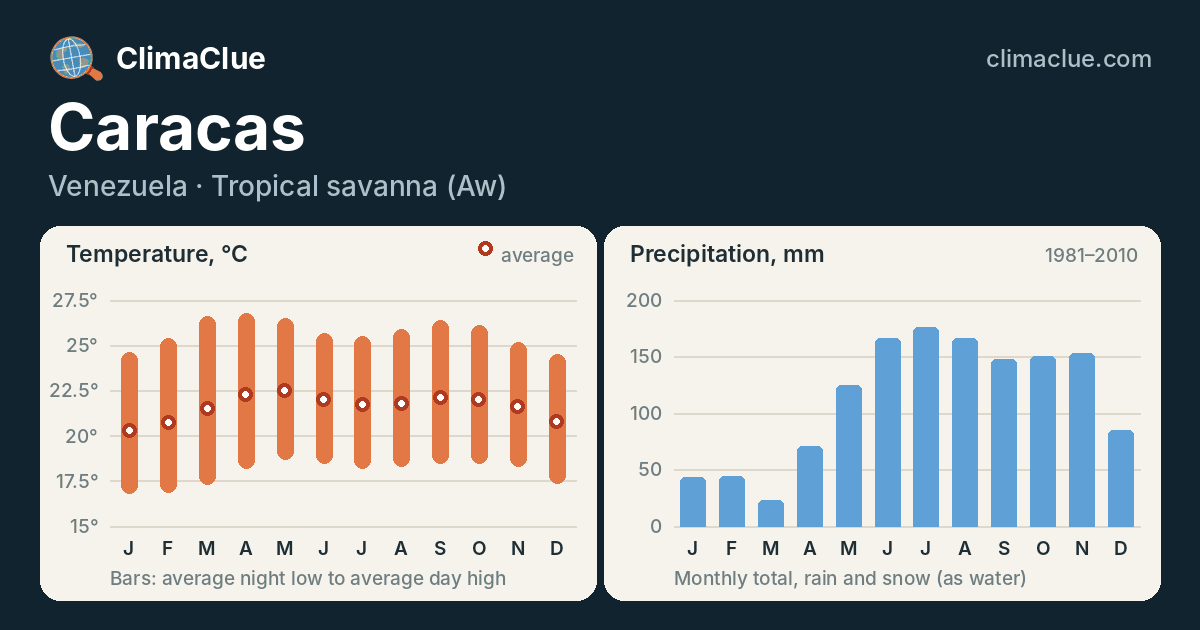 ClimaClue
climaclue.com
Caracas
Venezuela · Tropical savanna (Aw)
Temperature, °C
average
27.5°
25°
22.5°
20°
17.5°
15°
J F M A M J J A S O N D
Bars: average night low to average day high
Precipitation, mm
1981–2010
200
150
100
50
0
J F M A M J J A S O N D
Monthly total, rain and snow (as water)